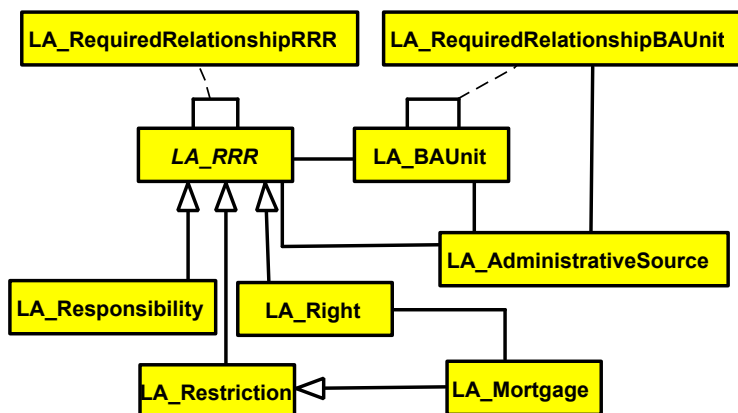 LA_RequiredRelationshipRRR
LA_RequiredRelationshipBAUnit
LA_RRR
LA_BAUnit
LA_AdministrativeSource
LA_Responsibility
LA_Right
LA_Restriction
LA_Mortgage